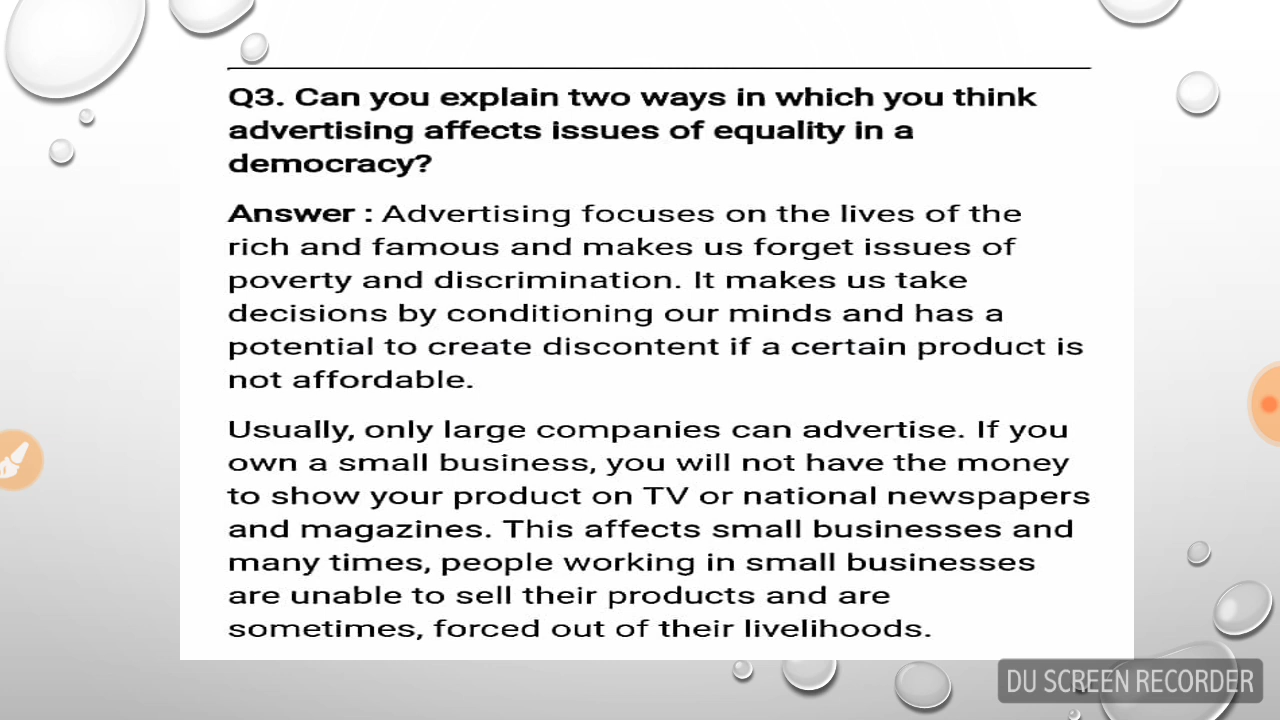 Q3. Can you explain two ways in which you think
advertising affects issues of equality in a
democracy?
Answer : Advertising focuses on the lives of the
rich and famous and makes us forget issues of
poverty and discrimination. It makes us take
decisions by conditioning our minds and has a
potential to create discontent if a certain product is
not affordable.
Usually, only large companies can advertise. If you
own a small business, you will not have the money
to show your product on TV or national newspapers
and magazines. This affects small businesses and
many times, people working in small businesses
are unable to sell their products and are
sometimes, forced out of their livelihoods.
DU SCREEN RECORDER